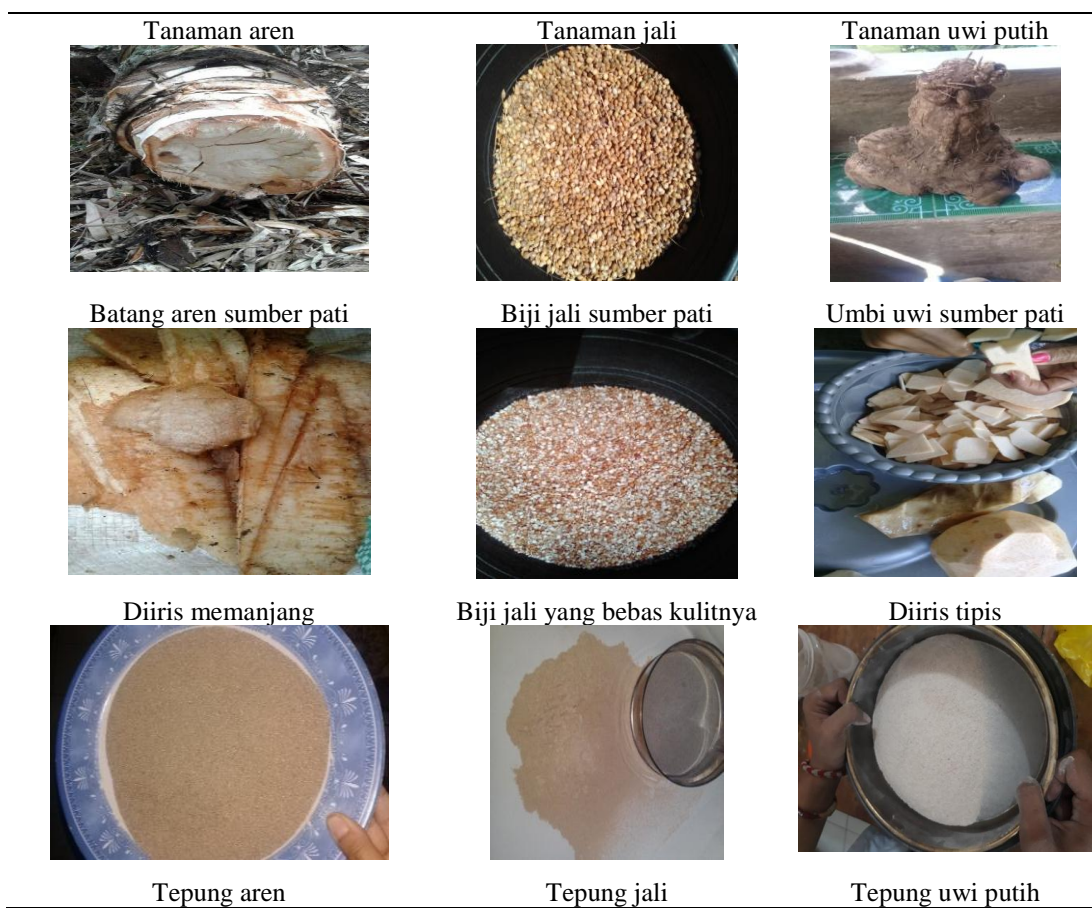 Tanaman aren Tanaman jali Tanaman uwi putih
Batang aren sumber pati Biji jali sumber pati Umbi uwi sumber pati
Diiris memanjang Biji jali yang bebas kulitnya Diiris tipis
Tepung aren Tepung jali Tepung uwi putih